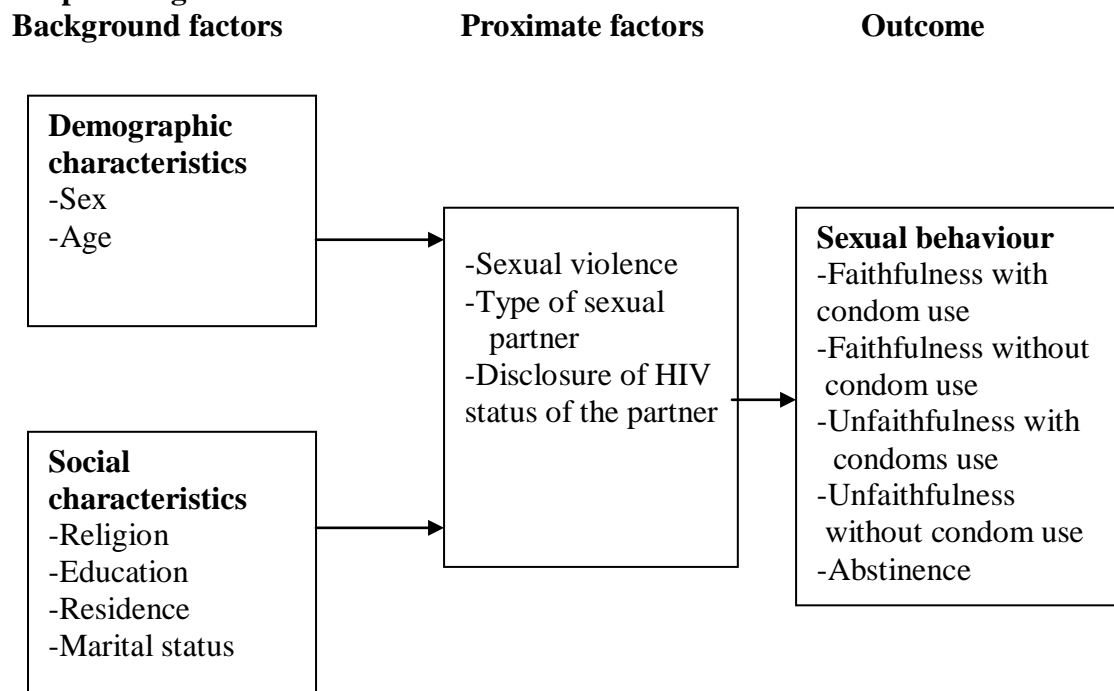 Background factors
Proximate factors
Outcome
Demographic
characteristics
-Sex
-Age
Social
characteristics
-Religion
-Education
-Residence
-Marital status
-Sexual violence
-Type of sexual
partner
-Disclosure of HIV
status of the partner
Sexual behaviour
-Faithfulness with
condom use
-Faithfulness without
condom use
-Unfaithfulness with
condoms use
-Unfaithfulness
without condom use
-Abstinence